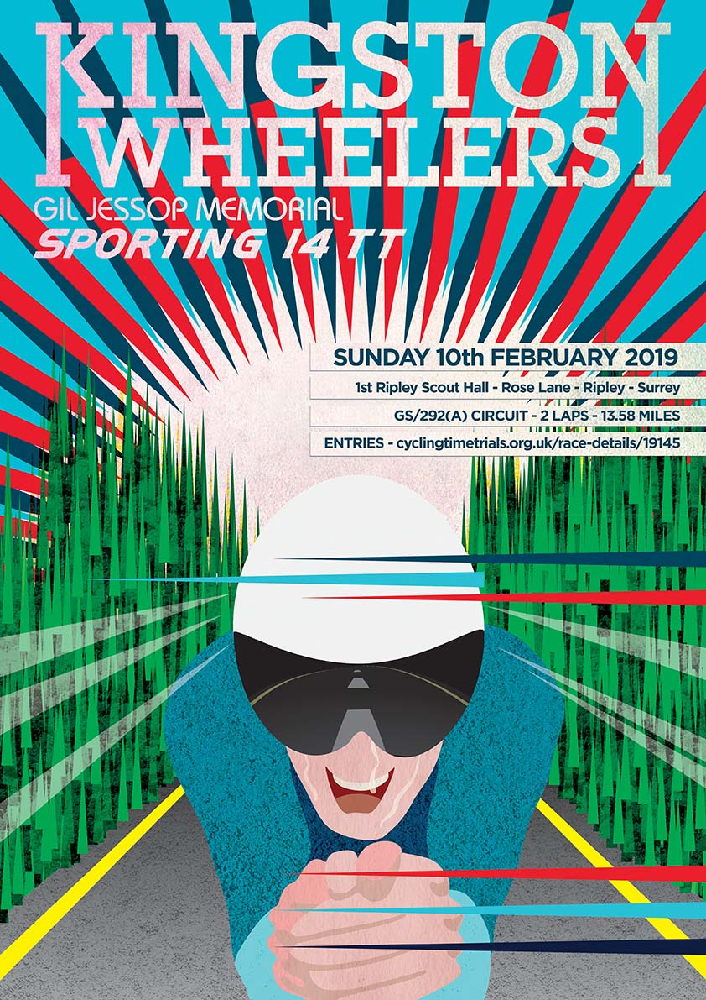 KINGSTON
WHEELERS
GIL JESSOP MEMORIAL
SPORTING 14 TT
SUNDAY 10th FEBRUARY 2019
1st Ripley Scout Hall - Rose Lane - Ripley - Surrey
GS/292(A) CIRCUIT - 2 LAPS - 13.58 MILES
ENTRIES - cyclingtimetrials.org.uk/race-details/19145